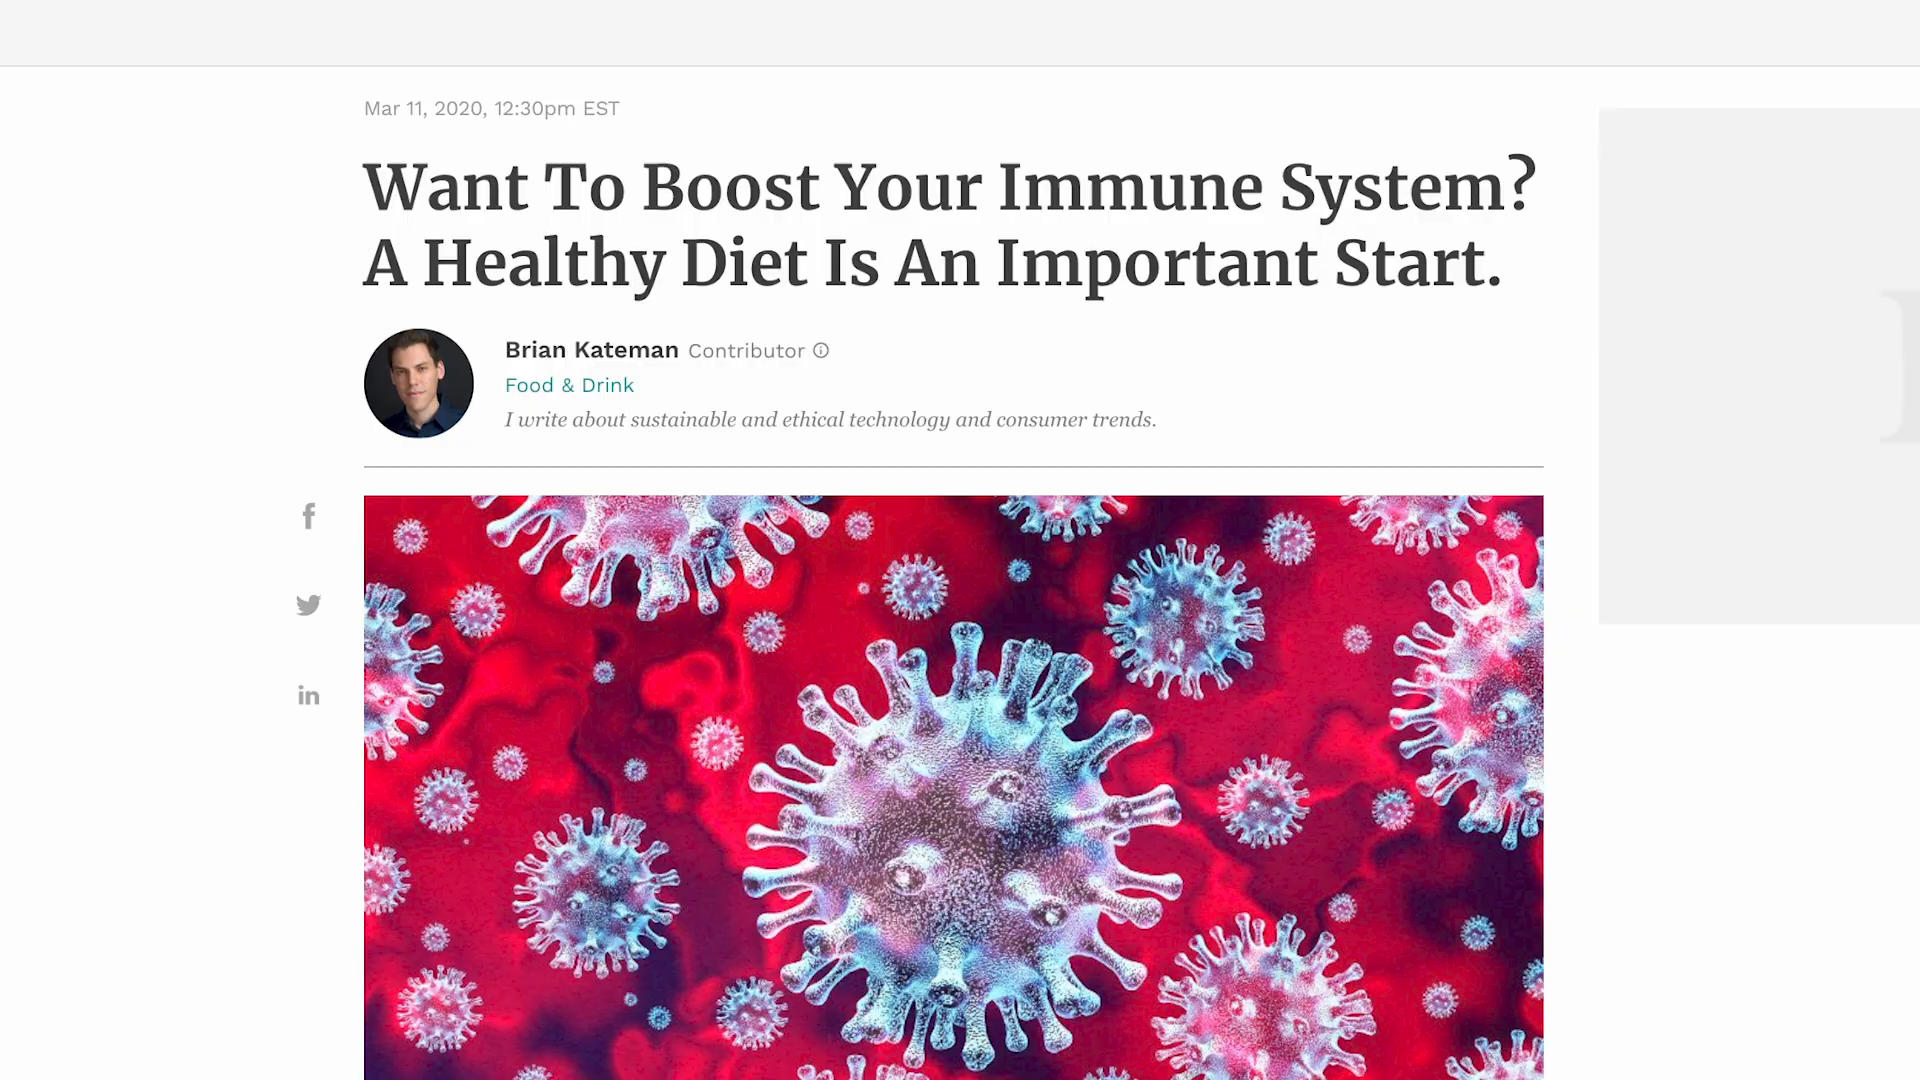 Mar 11, 2020, 12:30pm EST
Want To Boost Your Immune System?
A Healthy Diet Is An Important Start.
Brian Kateman Contributor
Food & Drink
I write about sustainable and ethical technology and consumer trends.